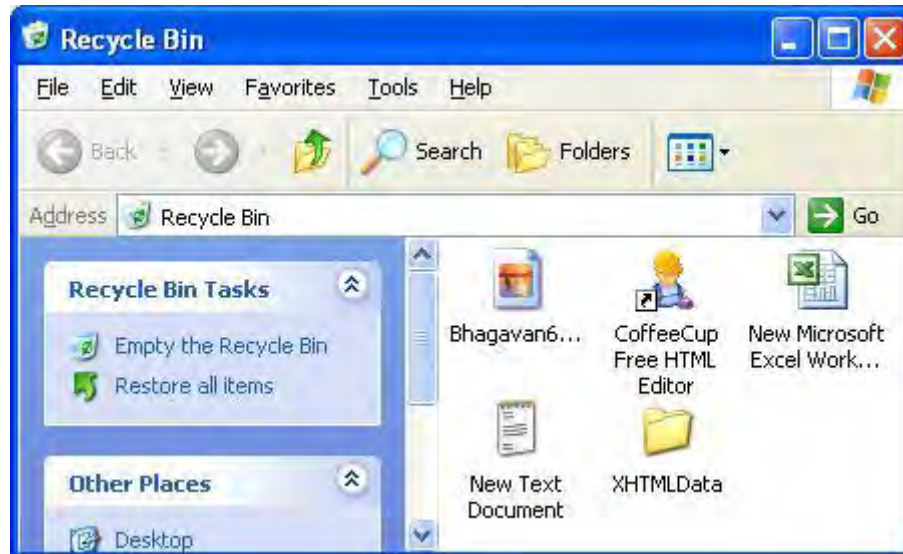 Recycle Bin
File Edit View Favorites Tools Help
Back Search Folders
Address Recycle Bin Go
Recycle Bin Tasks
Empty the Recycle Bin
Restore all items
Other Places
Desktop
Bhagavan6...
CoffeeCup
Free HTML
Editor
New Microsoft
Excel Work...
New Text
Document
XHTMLData